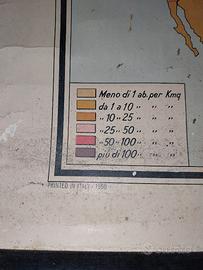 Meno di 1 ab. per Kmq
da 1 a 10 " " "
" 10 " 25 " " "
" 25 " 50 " " "
" 50 " 100 " " "
più di 100 " " "
PRINTED IN ITALY - 1950